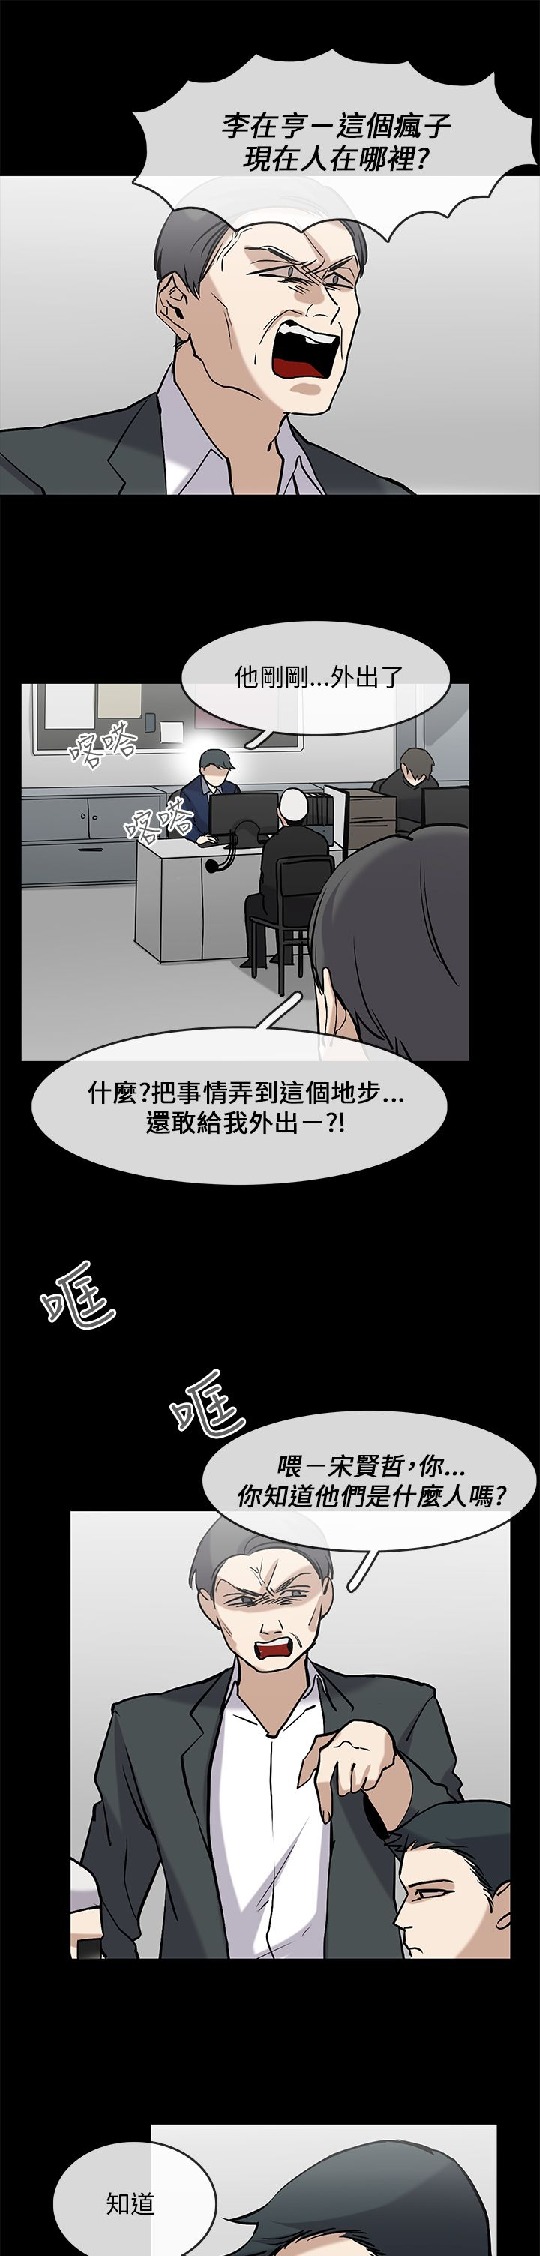 李在亨－這個瘋子
現在人在哪裡?
他剛剛...外出了
喀嗒
喀嗒
什麼?把事情弄到這個地步...
還敢給我外出－?!
哐
哐
喂－宋賢哲,你...
你知道他們是什麼人嗎?
知道